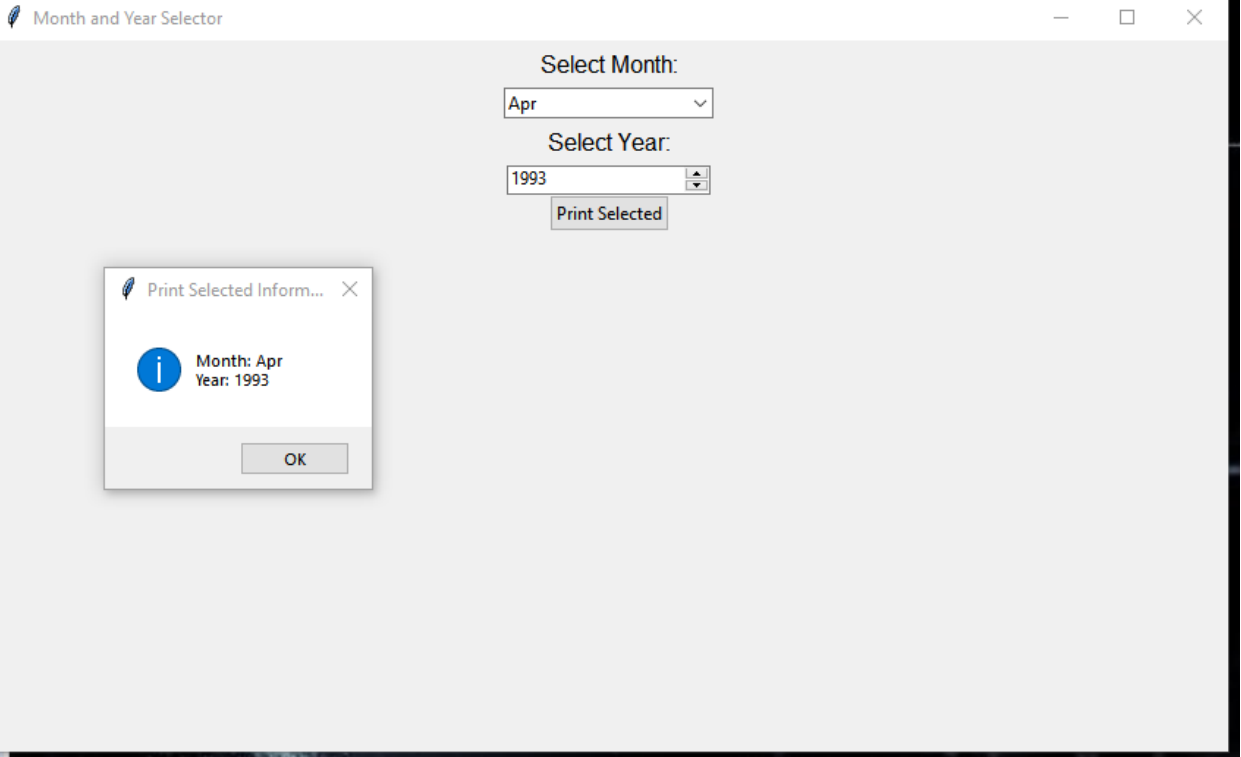 Month and Year Selector
Select Month:
Apr
Select Year:
1993
Print Selected
Print Selected Inform...
Month: Apr
Year: 1993
OK